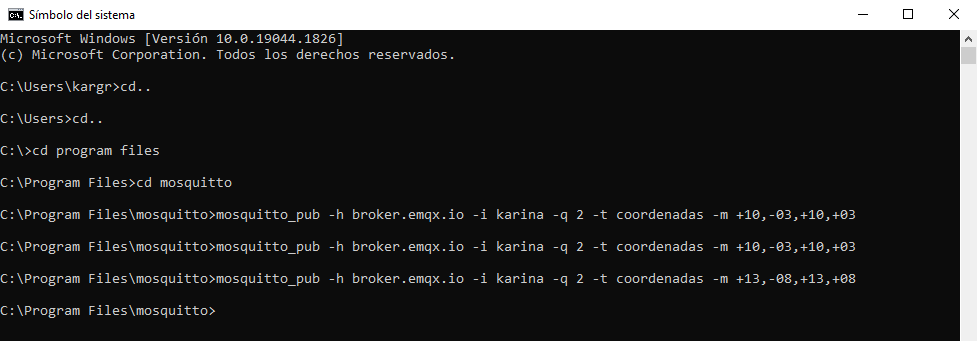 Símbolo del sistema
Microsoft Windows [Versión 10.0.19044.1826]
(c) Microsoft Corporation. Todos los derechos reservados.
C:\Users\kargr>cd..
C:\Users>cd..
C:\>cd program files
C:\Program Files>cd mosquitto
C:\Program Files\mosquitto>mosquitto_pub -h broker.emqx.io -i karina -q 2 -t coordenadas -m +10,-03,+10,+03
C:\Program Files\mosquitto>mosquitto_pub -h broker.emqx.io -i karina -q 2 -t coordenadas -m +10,-03,+10,+03
C:\Program Files\mosquitto>mosquitto_pub -h broker.emqx.io -i karina -q 2 -t coordenadas -m +13,-08,+13,+08
C:\Program Files\mosquitto>